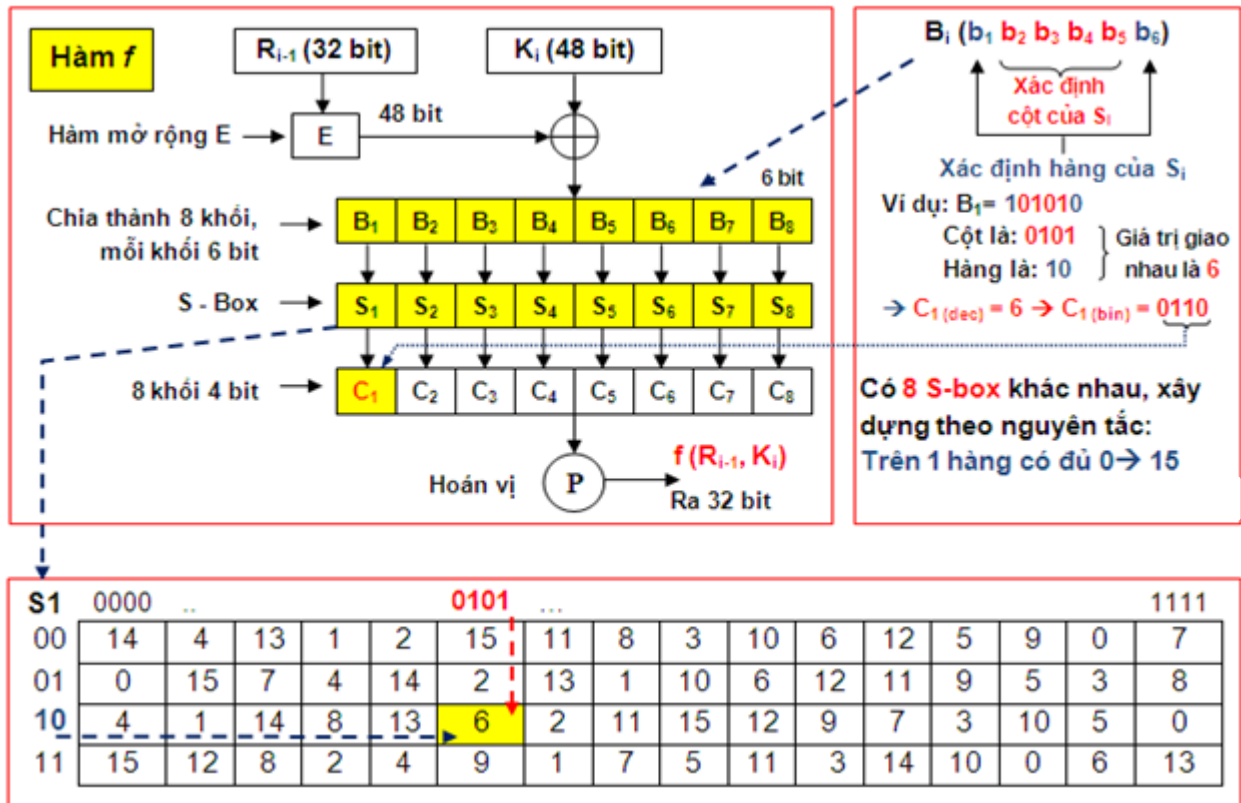 Hàm f
Rᵢ₋₁ (32 bit)
Kᵢ (48 bit)
Hàm mở rộng E
E
48 bit
6 bit
Chia thành 8 khối,
mỗi khối 6 bit
B₁ B₂ B₃ B₄ B₅ B₆ B₇ B₈
S - Box
S₁ S₂ S₃ S₄ S₅ S₆ S₇ S₈
8 khối 4 bit
C₁ C₂ C₃ C₄ C₅ C₆ C₇ C₈
Hoán vị
P
f (Rᵢ₋₁, Kᵢ)
Ra 32 bit
Bᵢ (b₁ b₂ b₃ b₄ b₅ b₆)
Xác định
cột của Sᵢ
Xác định hàng của Sᵢ
Ví dụ: B₁= 101010
Cột là: 0101
Hàng là: 10
Giá trị giao
nhau là 6
→ C₁ (dec) = 6 → C₁ (bin) = 0110
Có 8 S-box khác nhau, xây
dựng theo nguyên tắc:
Trên 1 hàng có đủ 0→ 15
S1 0000 .. 0101 ... 1111
00 14 4 13 1 2 15 11 8 3 10 6 12 5 9 0 7
01 0 15 7 4 14 2 13 1 10 6 12 11 9 5 3 8
10 4 1 14 8 13 6 2 11 15 12 9 7 3 10 5 0
11 15 12 8 2 4 9 1 7 5 11 3 14 10 0 6 13